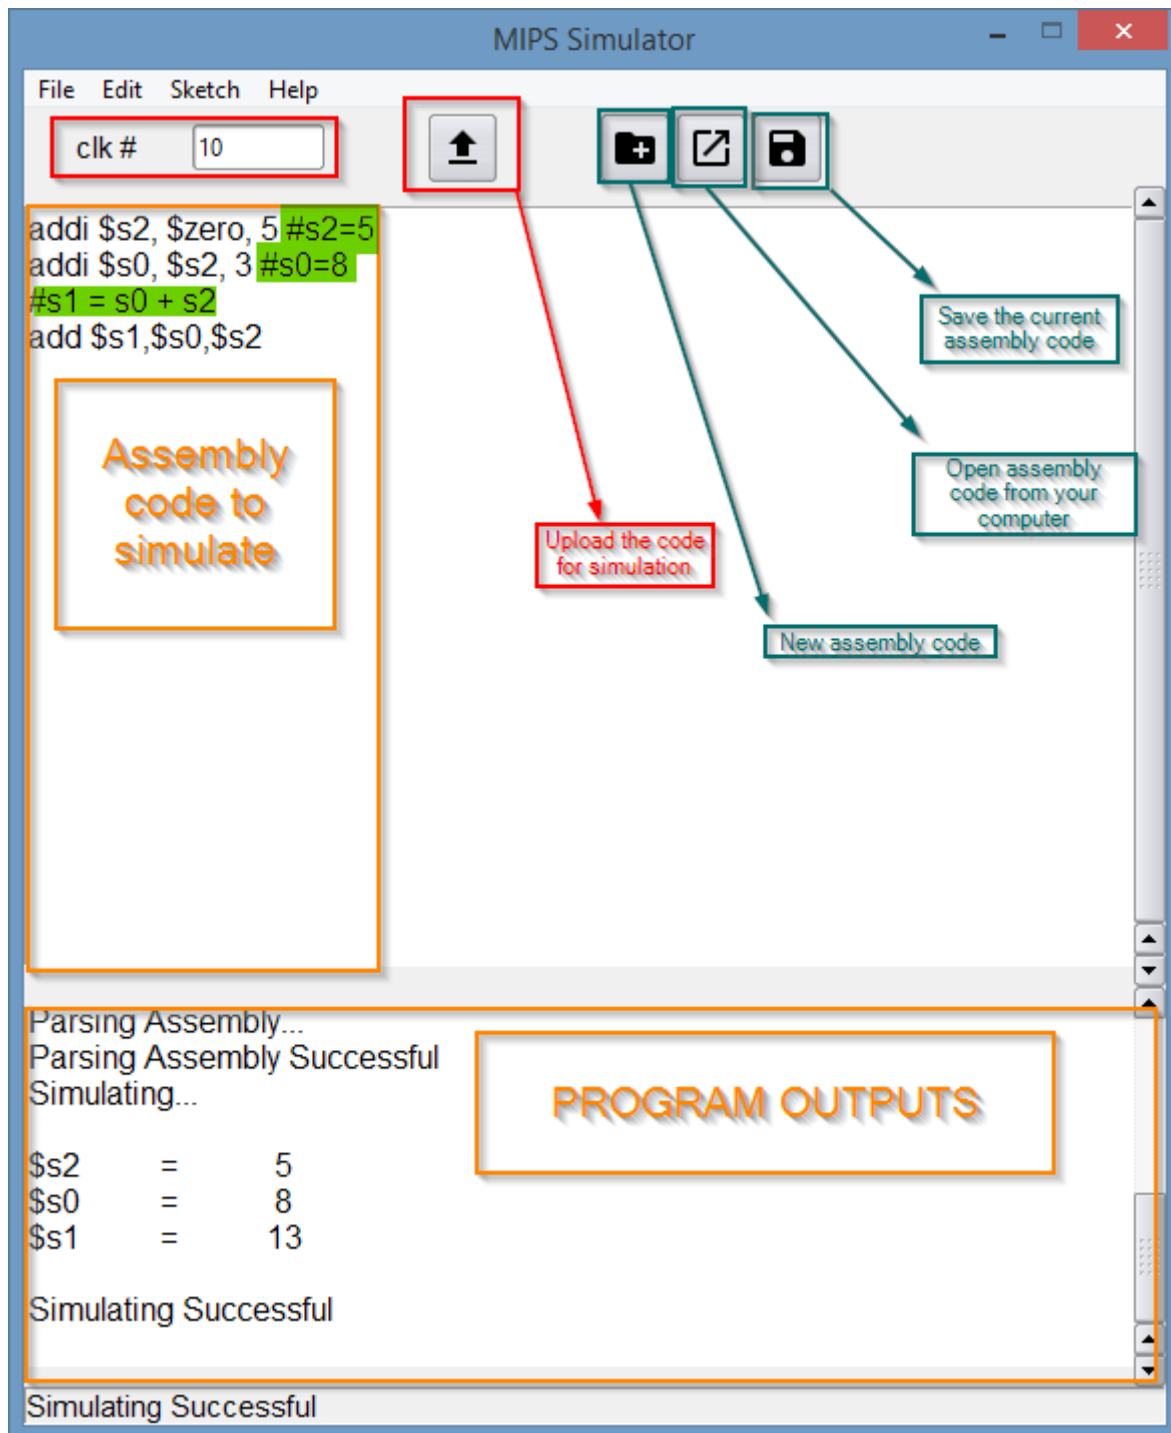 MIPS Simulator
File Edit Sketch Help
clk # 10
addi $s2, $zero, 5 #s2=5
addi $s0, $s2, 3 #s0=8
#s1 = s0 + s2
add $s1,$s0,$s2
Assembly
code to
simulate
Upload the code
for simulation
Save the current
assembly code
Open assembly
code from your
computer
New assembly code
Parsing Assembly...
Parsing Assembly Successful
Simulating...
PROGRAM OUTPUTS
$s2 = 5
$s0 = 8
$s1 = 13
Simulating Successful
Simulating Successful